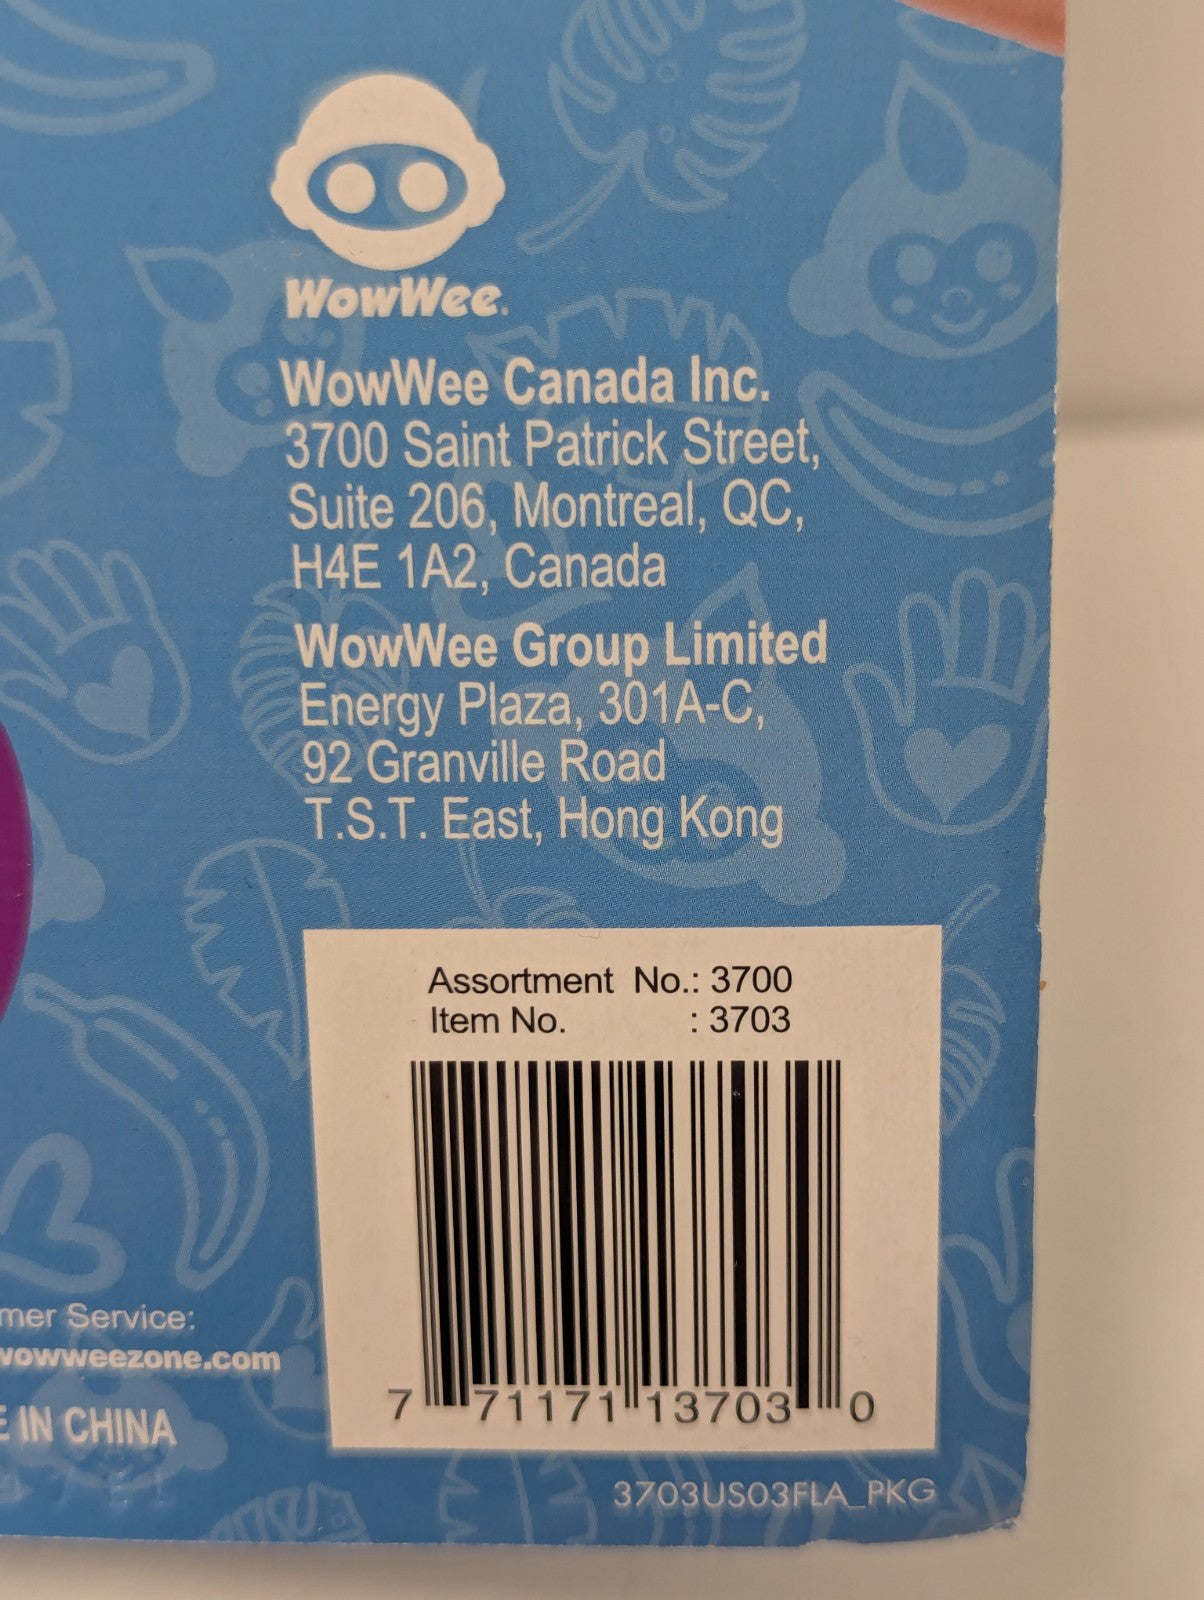 WowWee.
WowWee Canada Inc.
3700 Saint Patrick Street,
Suite 206, Montreal, QC,
H4E 1A2, Canada
WowWee Group Limited
Energy Plaza, 301A-C,
92 Granville Road
T.S.T. East, Hong Kong
Assortment No.: 3700
Item No. : 3703
7 71171 13703 0
mer Service:
wowweezone.com
E IN CHINA
3703US03FLA_PKG